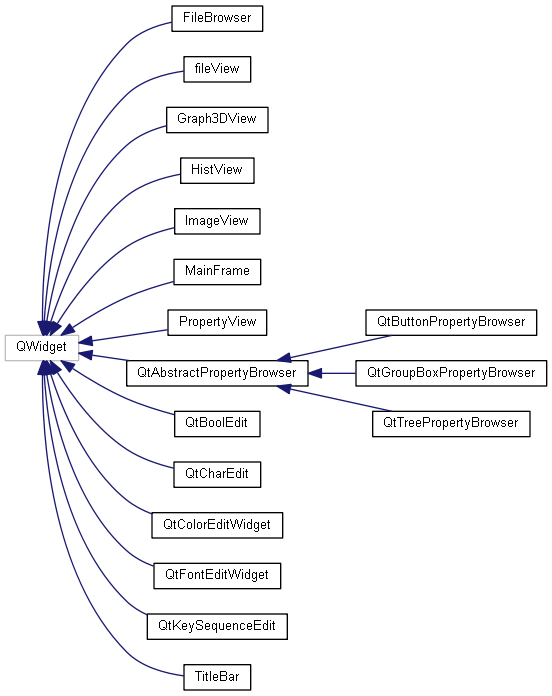 FileBrowser
fileView
Graph3DView
HistView
ImageView
MainFrame
PropertyView
QtButtonPropertyBrowser
QWidget
QtAbstractPropertyBrowser
QtGroupBoxPropertyBrowser
QtBoolEdit
QtTreePropertyBrowser
QtCharEdit
QtColorEditWidget
QtFontEditWidget
QtKeySequenceEdit
TitleBar